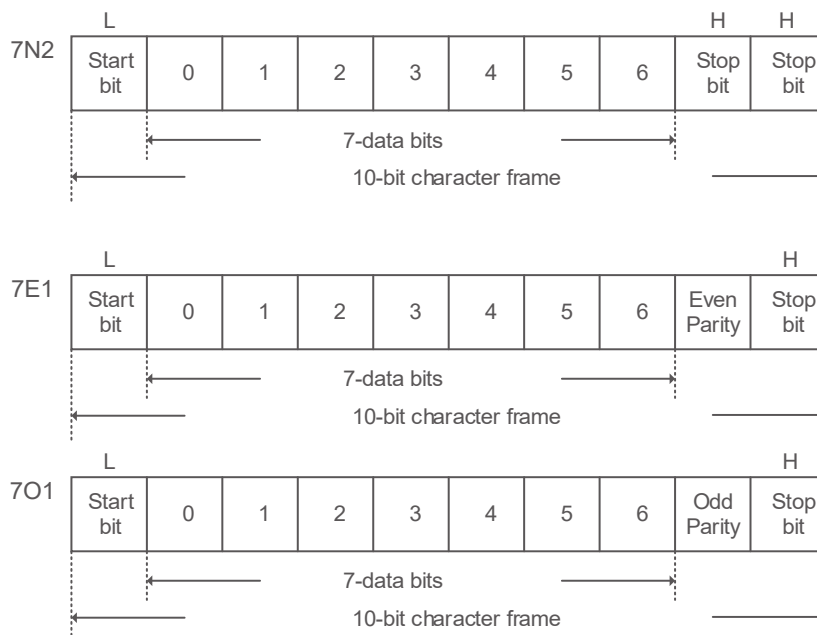 L H H
7N2 Start bit 0 1 2 3 4 5 6 Stop bit Stop bit
7-data bits
10-bit character frame
L H
7E1 Start bit 0 1 2 3 4 5 6 Even Parity Stop bit
7-data bits
10-bit character frame
L H
7O1 Start bit 0 1 2 3 4 5 6 Odd Parity Stop bit
7-data bits
10-bit character frame